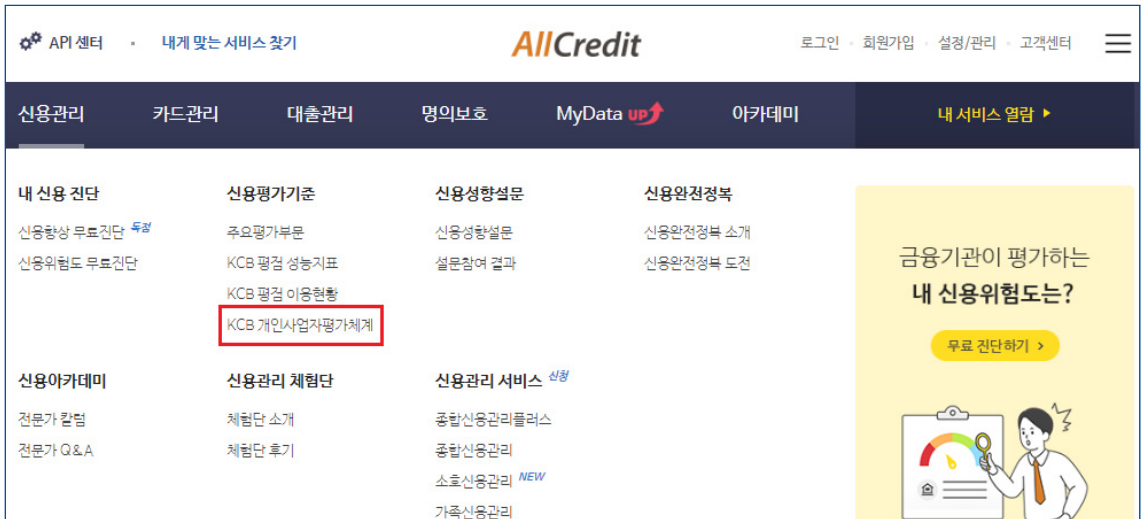 API 센터 · 내게 맞는 서비스 찾기 AllCredit 로그인 · 회원가입 · 설정/관리 · 고객센터
신용관리 카드관리 대출관리 명의보호 MyData UP 아카데미 내 서비스 열람 ▶
내 신용 진단
신용향상 무료진단 독점
신용위험도 무료진단
신용평가기준
주요평가부문
KCB 평점 성능지표
KCB 평점 이용현황
KCB 개인사업자평가체계
신용성향설문
신용성향설문
설문참여 결과
신용완전정복
신용완전정복 소개
신용완전정복 도전
신용아카데미
전문가 칼럼
전문가 Q&A
신용관리 체험단
체험단 소개
체험단 후기
신용관리 서비스 신청
종합신용관리플러스
종합신용관리
소호신용관리 NEW
가족신용관리
금융기관이 평가하는
내 신용위험도는?
무료 진단하기 >